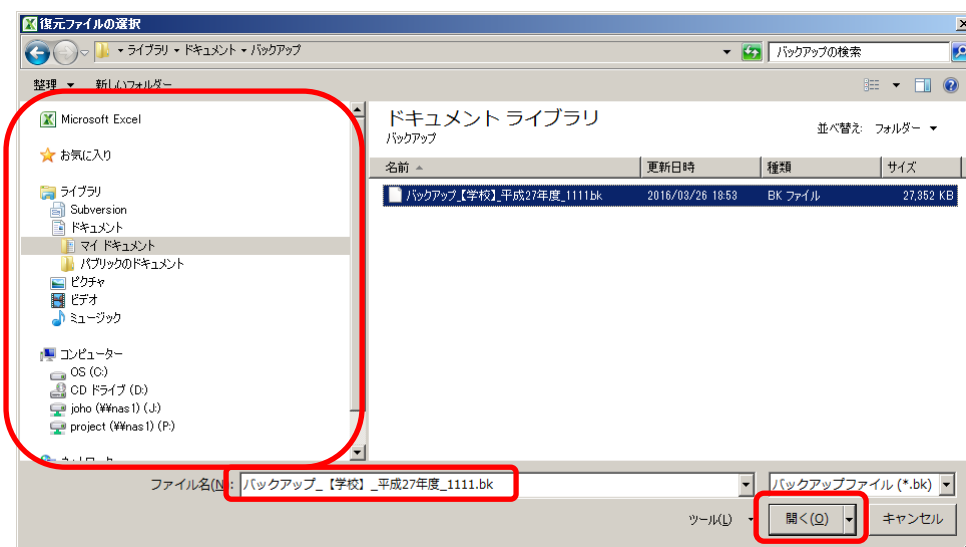 復元ファイルの選択
ライブラリ ドキュメント バックアップ
バックアップの検索
整理 新しいフォルダー
Microsoft Excel
お気に入り
ライブラリ
Subversion
ドキュメント
マイ ドキュメント
パブリックのドキュメント
ピクチャ
ビデオ
ミュージック
コンピューター
OS (C:)
CD ドライブ (D:)
joho (¥¥nas1) (J:)
project (¥¥nas1) (P:)
ドキュメント ライブラリ
バックアップ
並べ替え: フォルダー
名前 更新日時 種類 サイズ
バックアップ_【学校】_平成27年度_1111.bk 2016/03/26 18:53 BK ファイル 27,352 KB
ファイル名(N): バックアップ_【学校】_平成27年度_1111.bk
バックアップファイル (*.bk)
ツール(L) 開く(O) キャンセル